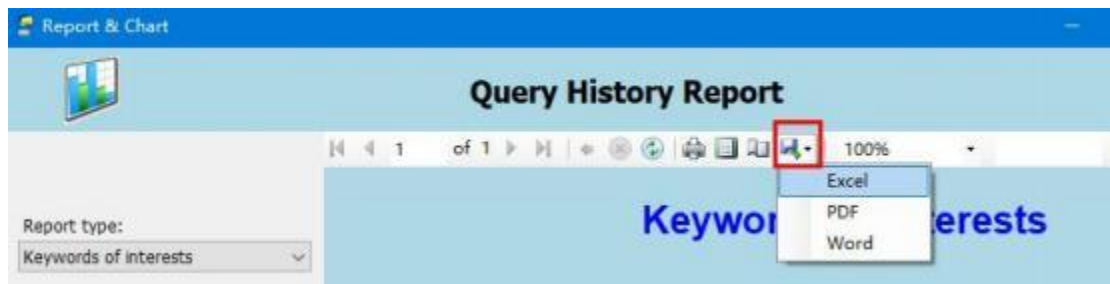 Report & Chart
Query History Report
1 of 1 100%
Excel
Keywor erests
PDF
Word
Report type:
Keywords of interests